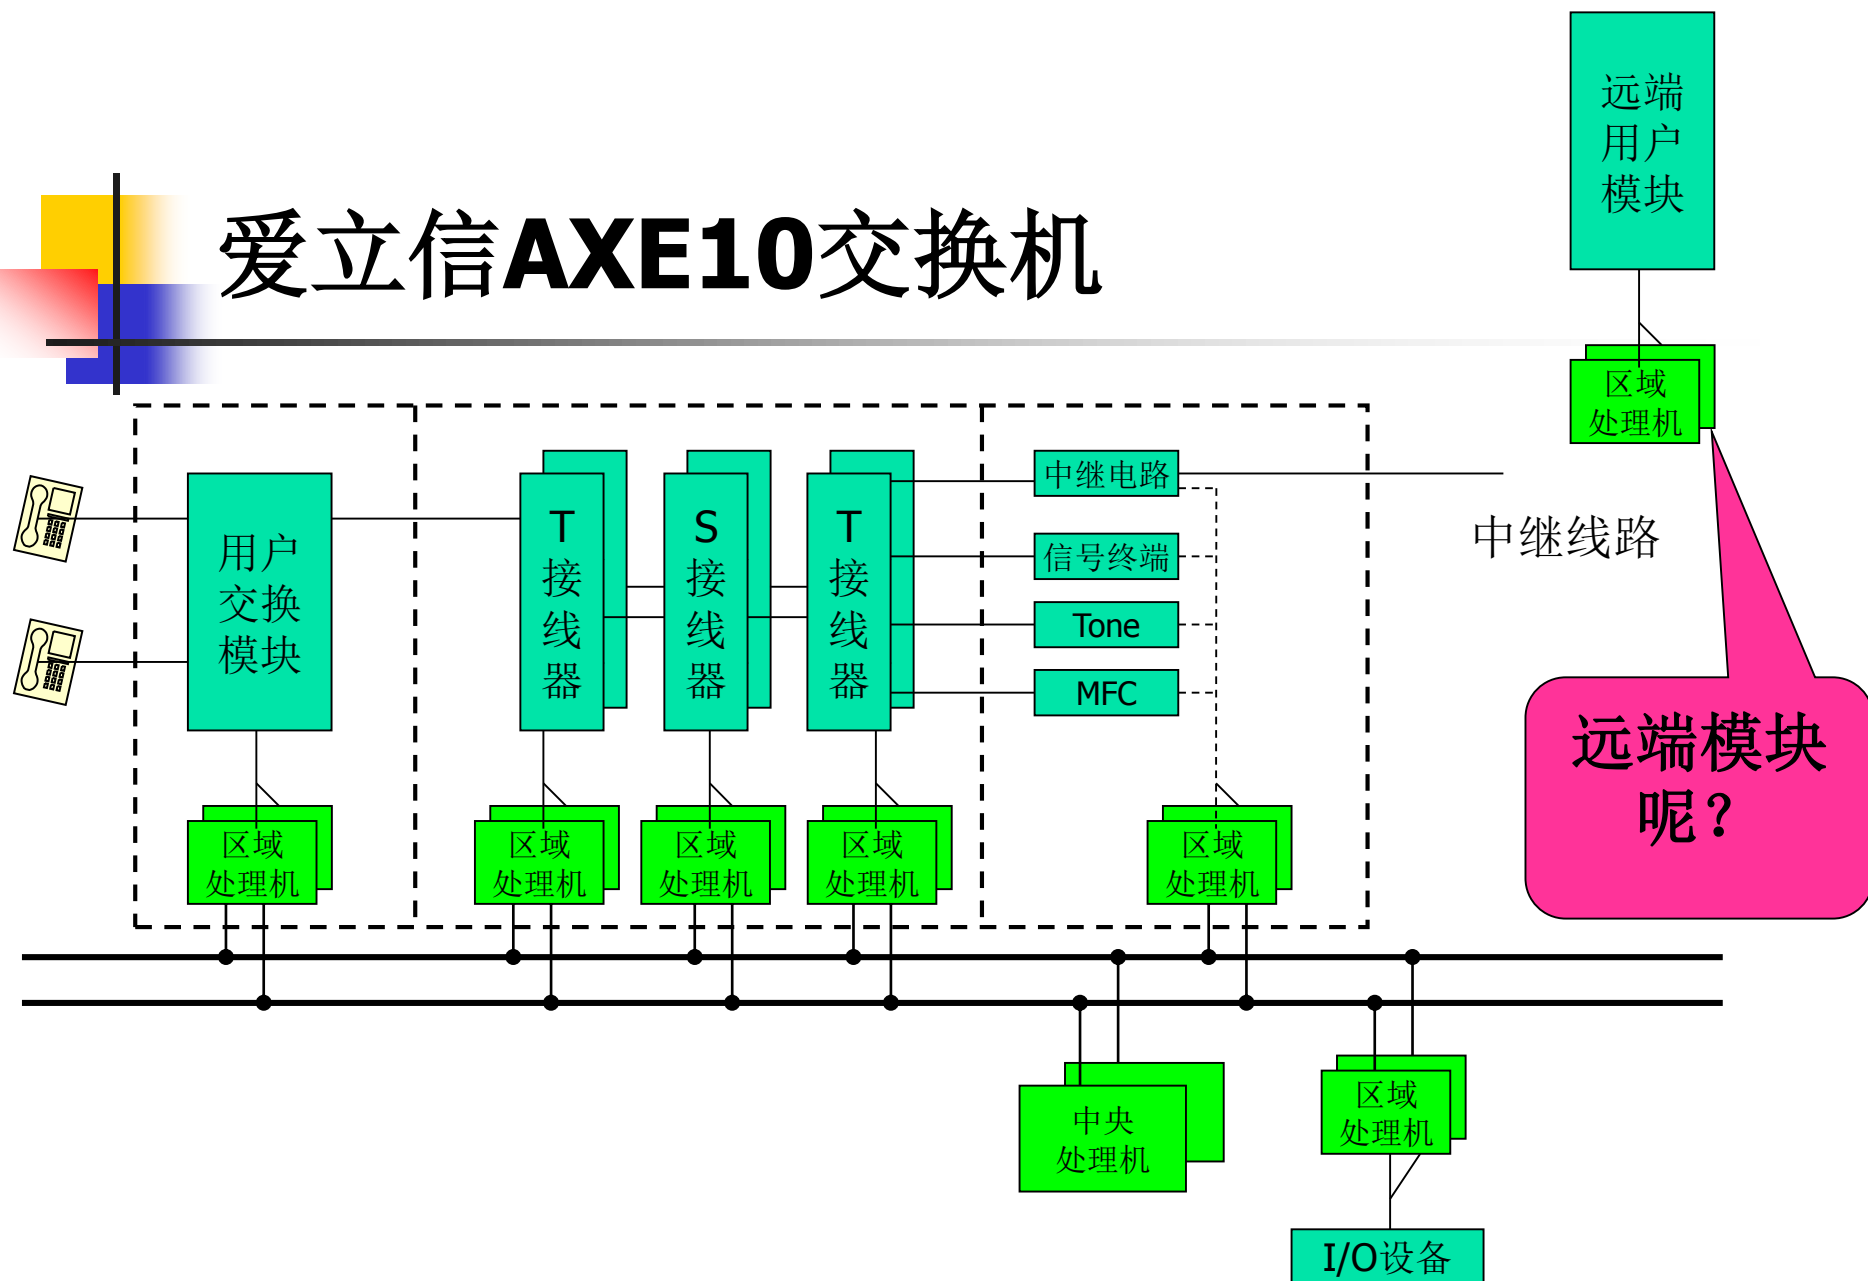 远端
用户
模块
爱立信AXE10交换机
区域
处理机
用户
交换
模块
T
接
线
器
S
接
线
器
T
接
线
器
中继电路
信号终端
Tone
MFC
中继线路
远端模块
呢？
区域
处理机
区域
处理机
区域
处理机
区域
处理机
区域
处理机
中央
处理机
区域
处理机
I/O设备